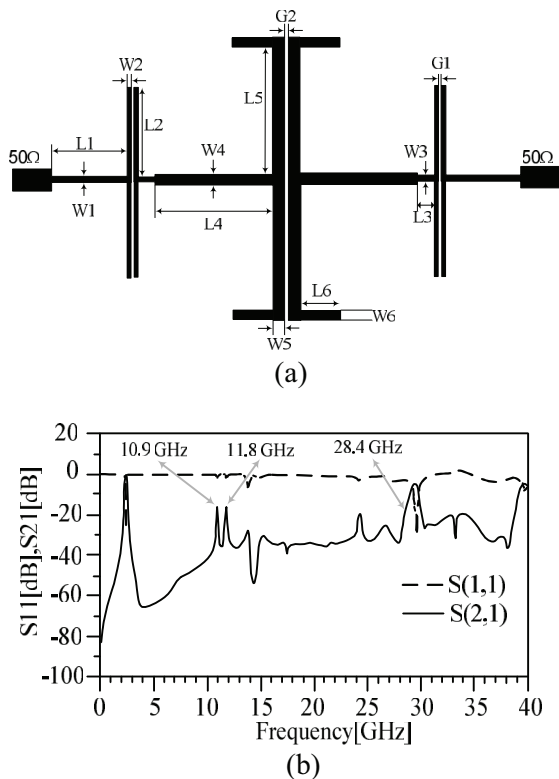 G2
W2
G1
L5
L2
50Ω
L1
W4
W3
50Ω
W1
L4
L3
L6
W6
W5
(a)
20
0
-20
-40
-60
-80
-100
S11[dB],S21[dB]
10.9 GHz
11.8 GHz
28.4 GHz
S(1,1)
S(2,1)
0 5 10 15 20 25 30 35 40
Frequency[GHz]
(b)